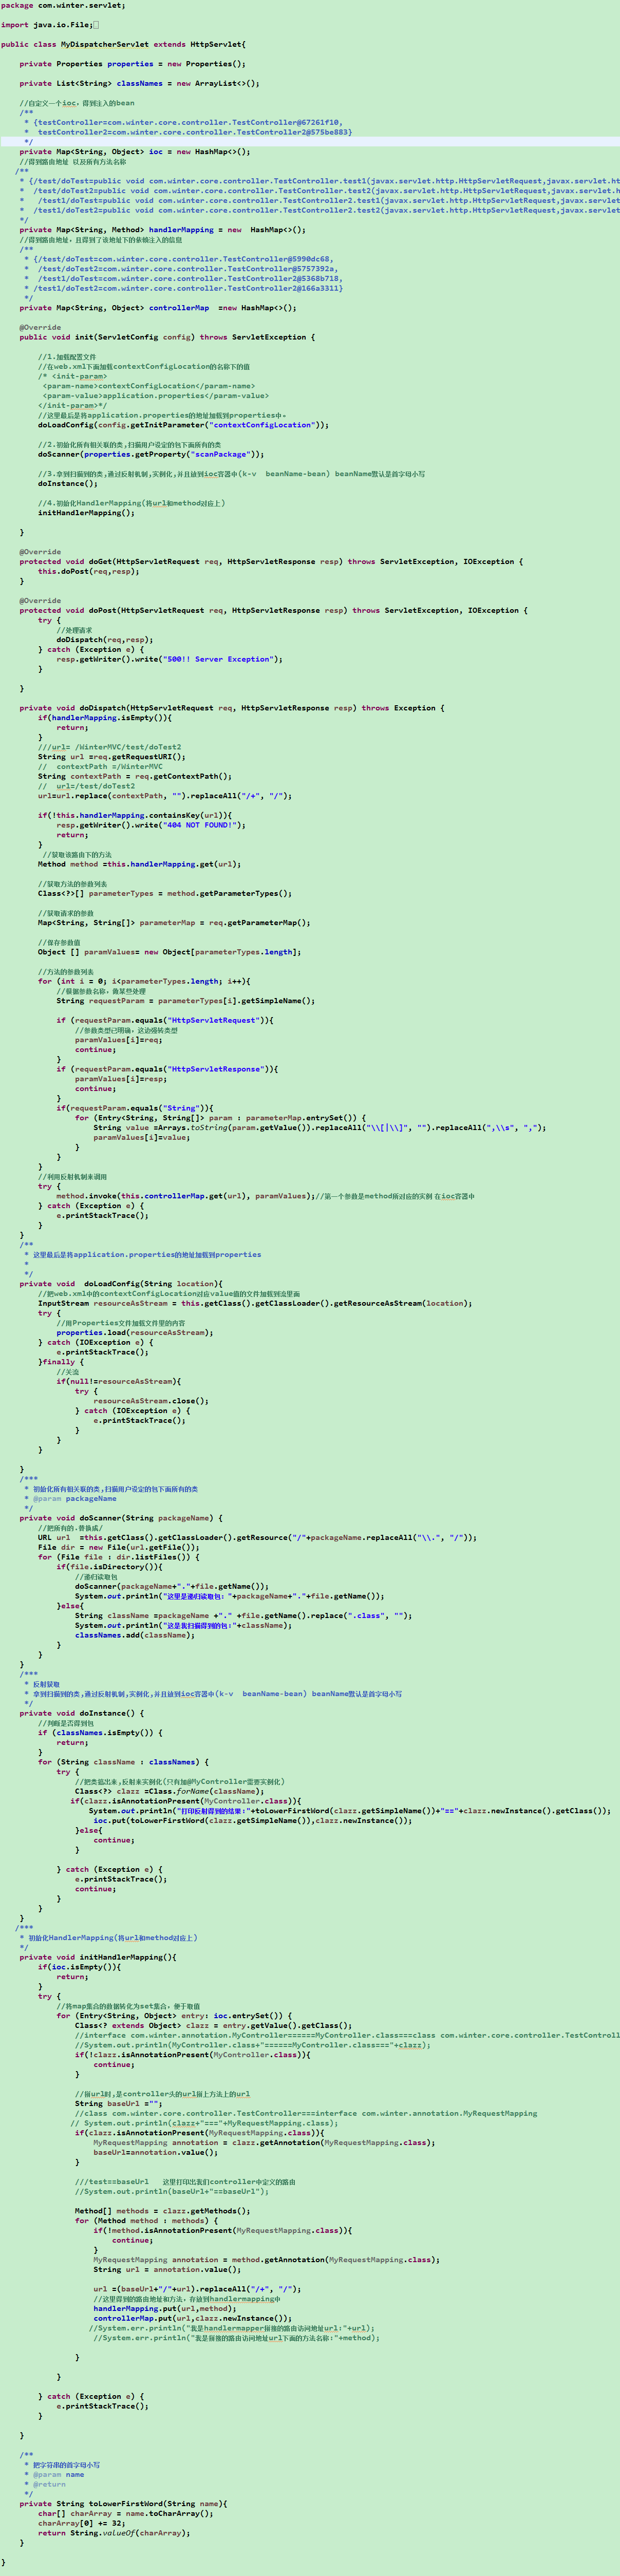 package com.winter.servlet;
import java.io.File;
public class MyDispatcherServlet extends HttpServlet{
private Properties properties = new Properties();
private List<String> classNames = new ArrayList<>();
//自定义一个ioc，得到注入的bean
/**
* {testController=com.winter.core.controller.TestController@67261f10,
* testController2=com.winter.core.controller.TestController2@575be883}
*/
private Map<String, Object> ioc = new HashMap<>();
//得到路由地址 以及所有方法名称
/**
* {/test/doTest=public void com.winter.core.controller.TestController.test1(javax.servlet.http.HttpServletRequest,javax.servlet.ht
* /test/doTest2=public void com.winter.core.controller.TestController.test2(javax.servlet.http.HttpServletRequest,javax.servlet.h
* /test1/doTest=public void com.winter.core.controller.TestController2.test1(javax.servlet.http.HttpServletRequest,javax.servlet
* /test1/doTest2=public void com.winter.core.controller.TestController2.test2(javax.servlet.http.HttpServletRequest,javax.servlet
*/
private Map<String, Method> handlerMapping = new HashMap<>();
//得到路由地址，且得到了该地址下的依赖注入的信息
/**
* {/test/doTest=com.winter.core.controller.TestController@5990dc68,
* /test/doTest2=com.winter.core.controller.TestController@5757392a,
* /test1/doTest=com.winter.core.controller.TestController2@5368b718,
* /test1/doTest2=com.winter.core.controller.TestController2@166a3311}
*/
private Map<String, Object> controllerMap =new HashMap<>();
@Override
public void init(ServletConfig config) throws ServletException {
//1.加载配置文件
//在web.xml下面加载contextConfigLocation的名称下的值
/* <init-param>
<param-name>contextConfigLocation</param-name>
<param-value>application.properties</param-value>
</init-param>*/
//这里最后是将application.properties的地址加载到properties中。
doLoadConfig(config.getInitParameter("contextConfigLocation"));
//2.初始化所有相关联的类,扫描用户设定的包下面所有的类
doScanner(properties.getProperty("scanPackage"));
//3.拿到扫描到的类,通过反射机制,实例化,并且放到ioc容器中(k-v beanName-bean) beanName默认是首字母小写
doInstance();
//4.初始化HandlerMapping(将url和method对应上)
initHandlerMapping();
}
@Override
protected void doGet(HttpServletRequest req, HttpServletResponse resp) throws ServletException, IOException {
this.doPost(req,resp);
}
@Override
protected void doPost(HttpServletRequest req, HttpServletResponse resp) throws ServletException, IOException {
try {
//处理请求
doDispatch(req,resp);
} catch (Exception e) {
resp.getWriter().write("500!! Server Exception");
}
}
private void doDispatch(HttpServletRequest req, HttpServletResponse resp) throws Exception {
if(handlerMapping.isEmpty()){
return;
}
///url= /WinterMVC/test/doTest2
String url =req.getRequestURI();
// contextPath =/WinterMVC
String contextPath = req.getContextPath();
// url=/test/doTest2
url=url.replace(contextPath, "").replaceAll("/+", "/");
if(!this.handlerMapping.containsKey(url)){
resp.getWriter().write("404 NOT FOUND!");
return;
}
//获取该路由下的方法
Method method =this.handlerMapping.get(url);
//获取方法的参数列表
Class<?>[] parameterTypes = method.getParameterTypes();
//获取请求的参数
Map<String, String[]> parameterMap = req.getParameterMap();
//保存参数值
Object [] paramValues= new Object[parameterTypes.length];
//方法的参数列表
for (int i = 0; i<parameterTypes.length; i++){
//根据参数名称，做某些处理
String requestParam = parameterTypes[i].getSimpleName();
if (requestParam.equals("HttpServletRequest")){
//参数类型已明确，这边强转类型
paramValues[i]=req;
continue;
}
if (requestParam.equals("HttpServletResponse")){
paramValues[i]=resp;
continue;
}
if(requestParam.equals("String")){
for (Entry<String, String[]> param : parameterMap.entrySet()) {
String value =Arrays.toString(param.getValue()).replaceAll("\\[|\\]", "").replaceAll(",\\s", ",");
paramValues[i]=value;
}
}
}
//利用反射机制来调用
try {
method.invoke(this.controllerMap.get(url), paramValues);//第一个参数是method所对应的实例 在ioc容器中
} catch (Exception e) {
e.printStackTrace();
}
}
/**
* 这里最后是将application.properties的地址加载到properties
*
*/
private void doLoadConfig(String location){
//把web.xml中的contextConfigLocation对应value值的文件加载到流里面
InputStream resourceAsStream = this.getClass().getClassLoader().getResourceAsStream(location);
try {
//用Properties文件加载文件里的内容
properties.load(resourceAsStream);
} catch (IOException e) {
e.printStackTrace();
}finally {
//关流
if(null!=resourceAsStream){
try {
resourceAsStream.close();
} catch (IOException e) {
e.printStackTrace();
}
}
}
}
/***
* 初始化所有相关联的类,扫描用户设定的包下面所有的类
* @param packageName
*/
private void doScanner(String packageName) {
//把所有的.替换成/
URL url =this.getClass().getClassLoader().getResource("/"+packageName.replaceAll("\\.", "/"));
File dir = new File(url.getFile());
for (File file : dir.listFiles()) {
if(file.isDirectory()){
//递归读取包
doScanner(packageName+"."+file.getName());
System.out.println("这里是递归读取包: "+packageName+"."+file.getName());
}else{
String className =packageName +"." +file.getName().replace(".class", "");
System.out.println("这是我扫描得到的包:"+className);
classNames.add(className);
}
}
}
/***
* 反射获取
* 拿到扫描到的类,通过反射机制,实例化,并且放到ioc容器中(k-v beanName-bean) beanName默认是首字母小写
*/
private void doInstance() {
//判断是否得到包
if (classNames.isEmpty()) {
return;
}
for (String className : classNames) {
try {
//把类搞出来,反射来实例化(只有加@MyController需要实例化)
Class<?> clazz =Class.forName(className);
if(clazz.isAnnotationPresent(MyController.class)){
System.out.println("打印反射得到的结果:"+toLowerFirstWord(clazz.getSimpleName())+"=="+clazz.newInstance().getClass());
ioc.put(toLowerFirstWord(clazz.getSimpleName()),clazz.newInstance());
}else{
continue;
}
} catch (Exception e) {
e.printStackTrace();
continue;
}
}
}
/***
* 初始化HandlerMapping(将url和method对应上)
*/
private void initHandlerMapping(){
if(ioc.isEmpty()){
return;
}
try {
//将map集合的数据转化为set集合，便于取值
for (Entry<String, Object> entry: ioc.entrySet()) {
Class<? extends Object> clazz = entry.getValue().getClass();
//interface com.winter.annotation.MyController======MyController.class===class com.winter.core.controller.TestControll
//System.out.println(MyController.class+"======MyController.class==="+clazz);
if(!clazz.isAnnotationPresent(MyController.class)){
continue;
}
//拼url时,是controller头的url拼上方法上的url
String baseUrl ="";
//class com.winter.core.controller.TestController===interface com.winter.annotation.MyRequestMapping
// System.out.println(clazz+"==="+MyRequestMapping.class);
if(clazz.isAnnotationPresent(MyRequestMapping.class)){
MyRequestMapping annotation = clazz.getAnnotation(MyRequestMapping.class);
baseUrl=annotation.value();
}
///test==baseUrl 这里打印出我们controller中定义的路由
//System.out.println(baseUrl+"==baseUrl");
Method[] methods = clazz.getMethods();
for (Method method : methods) {
if(!method.isAnnotationPresent(MyRequestMapping.class)){
continue;
}
MyRequestMapping annotation = method.getAnnotation(MyRequestMapping.class);
String url = annotation.value();
url =(baseUrl+"/"+url).replaceAll("/+", "/");
//这里得到的路由地址和方法，存放到handlermapping中
handlerMapping.put(url,method);
controllerMap.put(url,clazz.newInstance());
//System.err.println("我是handlermapper拼接的路由访问地址url:"+url);
//System.err.println("我是拼接的路由访问地址url下面的方法名称:"+method);
}
}
} catch (Exception e) {
e.printStackTrace();
}
}
/**
* 把字符串的首字母小写
* @param name
* @return
*/
private String toLowerFirstWord(String name){
char[] charArray = name.toCharArray();
charArray[0] += 32;
return String.valueOf(charArray);
}
}